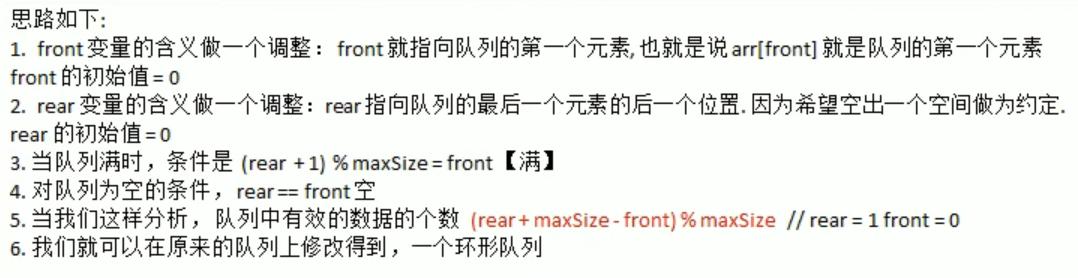 思路如下:
1. front 变量的含义做一个调整： front 就指向队列的第一个元素, 也就是说 arr[front] 就是队列的第一个元素
front 的初始值 = 0
2. rear 变量的含义做一个调整：rear 指向队列的最后一个元素的后一个位置. 因为希望空出一个空间做为约定.
rear 的初始值 = 0
3. 当队列满时，条件是 (rear + 1) % maxSize = front 【满】
4. 对队列为空的条件， rear == front 空
5. 当我们这样分析， 队列中有效的数据的个数 (rear + maxSize - front) % maxSize // rear = 1 front = 0
6. 我们就可以在原来的队列上修改得到，一个环形队列